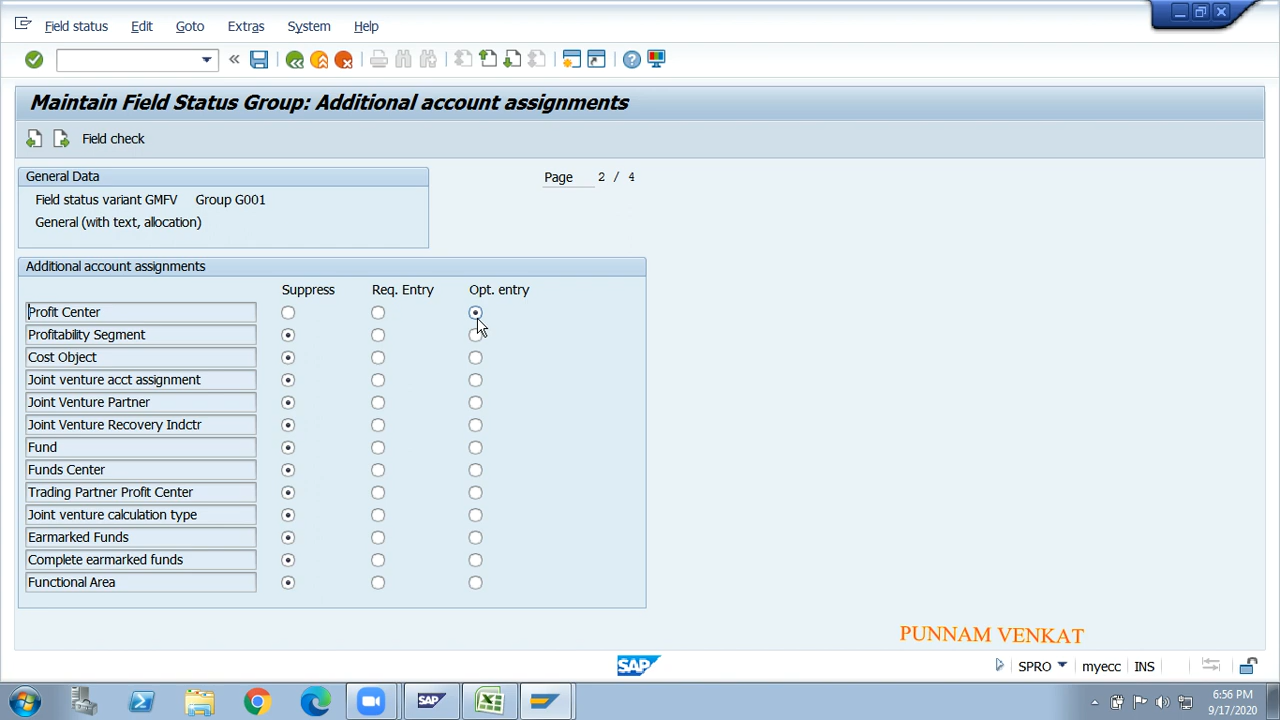 Field status Edit Goto Extras System Help
«
Maintain Field Status Group: Additional account assignments
Field check
General Data
Page 2 / 4
Field status variant GMFV Group G001
General (with text, allocation)
Additional account assignments
Suppress Req. Entry Opt. entry
Profit Center
Profitability Segment
Cost Object
Joint venture acct assignment
Joint Venture Partner
Joint Venture Recovery Indctr
Fund
Funds Center
Trading Partner Profit Center
Joint venture calculation type
Earmarked Funds
Complete earmarked funds
Functional Area
PUNNAM VENKAT
SAP SPRO myecc INS
SAP
6:56 PM
9/17/2020